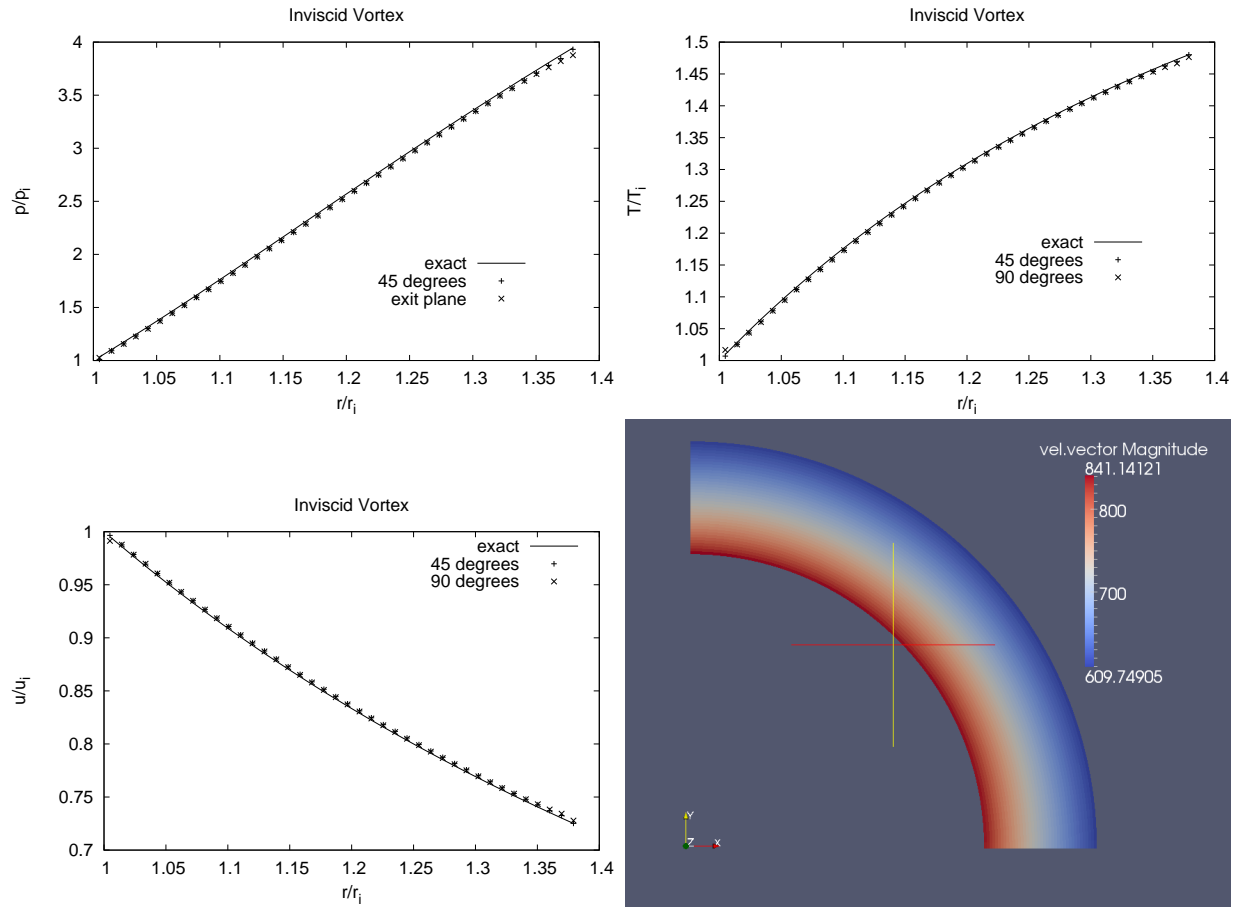 Inviscid Vortex
4
3.5
3
2.5
2
1.5
1
p/pi
exact
45 degrees
exit plane
1 1.05 1.1 1.15 1.2 1.25 1.3 1.35 1.4
r/ri
Inviscid Vortex
1.5
1.45
1.4
1.35
1.3
1.25
1.2
1.15
1.1
1.05
1
T/Ti
exact
45 degrees
90 degrees
1 1.05 1.1 1.15 1.2 1.25 1.3 1.35 1.4
r/ri
Inviscid Vortex
1
0.95
0.9
0.85
0.8
0.75
0.7
u/ui
exact
45 degrees
90 degrees
1 1.05 1.1 1.15 1.2 1.25 1.3 1.35 1.4
r/ri
vel.vector Magnitude
841.14121
800
700
609.74905
Y
Z X